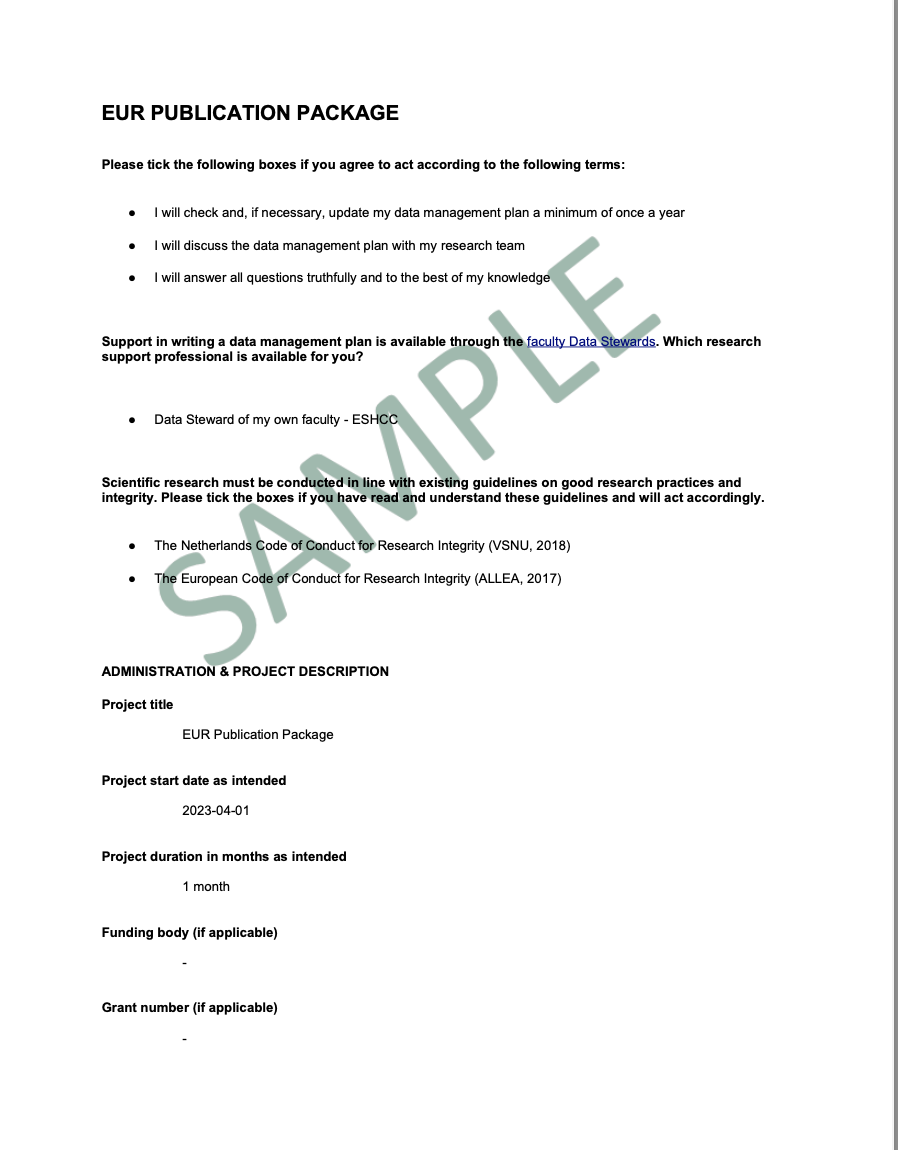 EUR PUBLICATION PACKAGE
Please tick the following boxes if you agree to act according to the following terms:
● I will check and, if necessary, update my data management plan a minimum of once a year
● I will discuss the data management plan with my research team
● I will answer all questions truthfully and to the best of my knowledge
Support in writing a data management plan is available through the faculty Data Stewards. Which research
support professional is available for you?
● Data Steward of my own faculty - ESHCC
Scientific research must be conducted in line with existing guidelines on good research practices and
integrity. Please tick the boxes if you have read and understand these guidelines and will act accordingly.
● The Netherlands Code of Conduct for Research Integrity (VSNU, 2018)
● The European Code of Conduct for Research Integrity (ALLEA, 2017)
SAMPLE
ADMINISTRATION & PROJECT DESCRIPTION
Project title
EUR Publication Package
Project start date as intended
2023-04-01
Project duration in months as intended
1 month
Funding body (if applicable)
-
Grant number (if applicable)
-